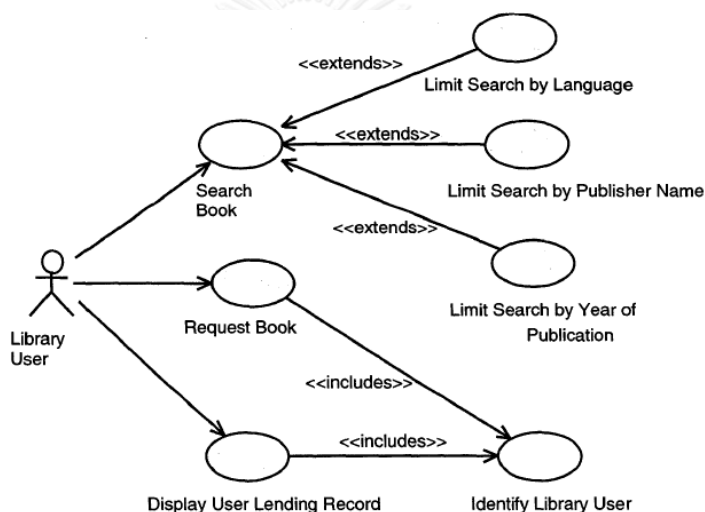 <<extends>>
Limit Search by Language
<<extends>>
Search
Book
Limit Search by Publisher Name
<<extends>>
Limit Search by Year of
Publication
Library
User
Request Book
<<includes>>
<<includes>>
Display User Lending Record
Identify Library User